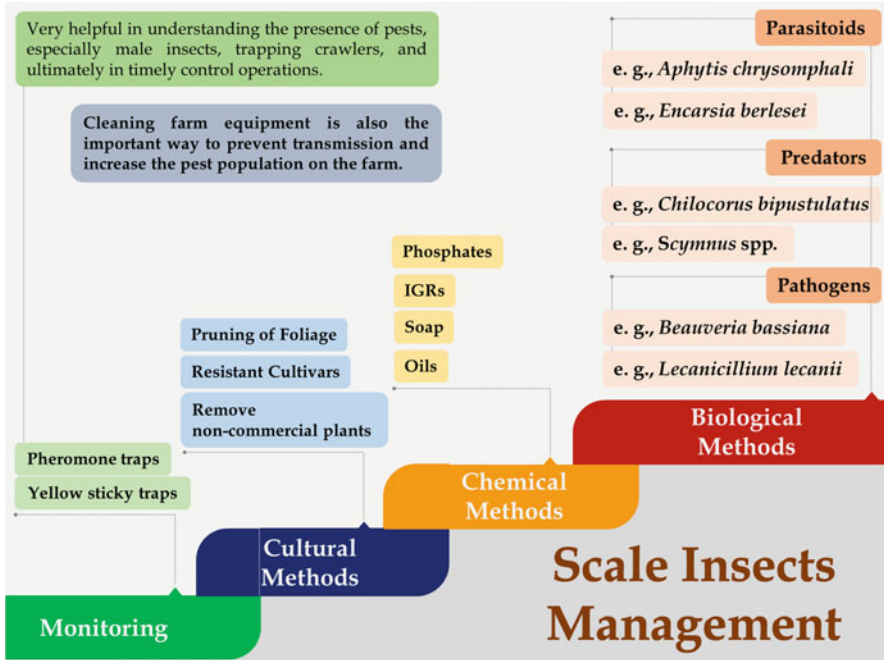 Very helpful in understanding the presence of pests,
especially male insects, trapping crawlers, and
ultimately in timely control operations.
Cleaning farm equipment is also the
important way to prevent transmission and
increase the pest population on the farm.
Pheromone traps
Yellow sticky traps
Monitoring
Pruning of Foliage
Resistant Cultivars
Remove
non-commercial plants
Cultural
Methods
Phosphates
IGRs
Soap
Oils
Chemical
Methods
Parasitoids
e. g., Aphytis chrysomphali
e. g., Encarsia berlesei
Predators
e. g., Chilocorus bipustulatus
e. g., Scymnus spp.
Pathogens
e. g., Beauveria bassiana
e. g., Lecanicillium lecanii
Biological
Methods
Scale Insects
Management